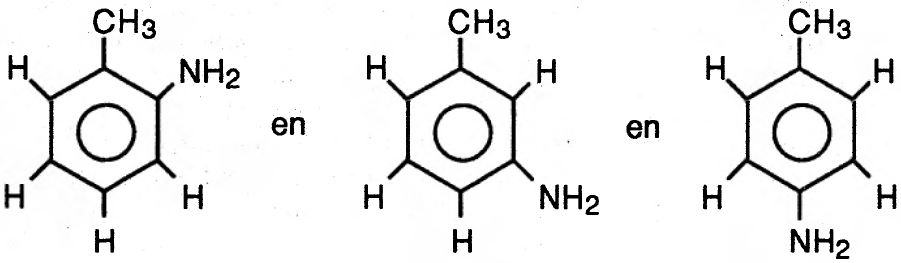 CH3 CH3 CH3
H NH2 en H H en H H
H H H NH2 H H
H H NH2